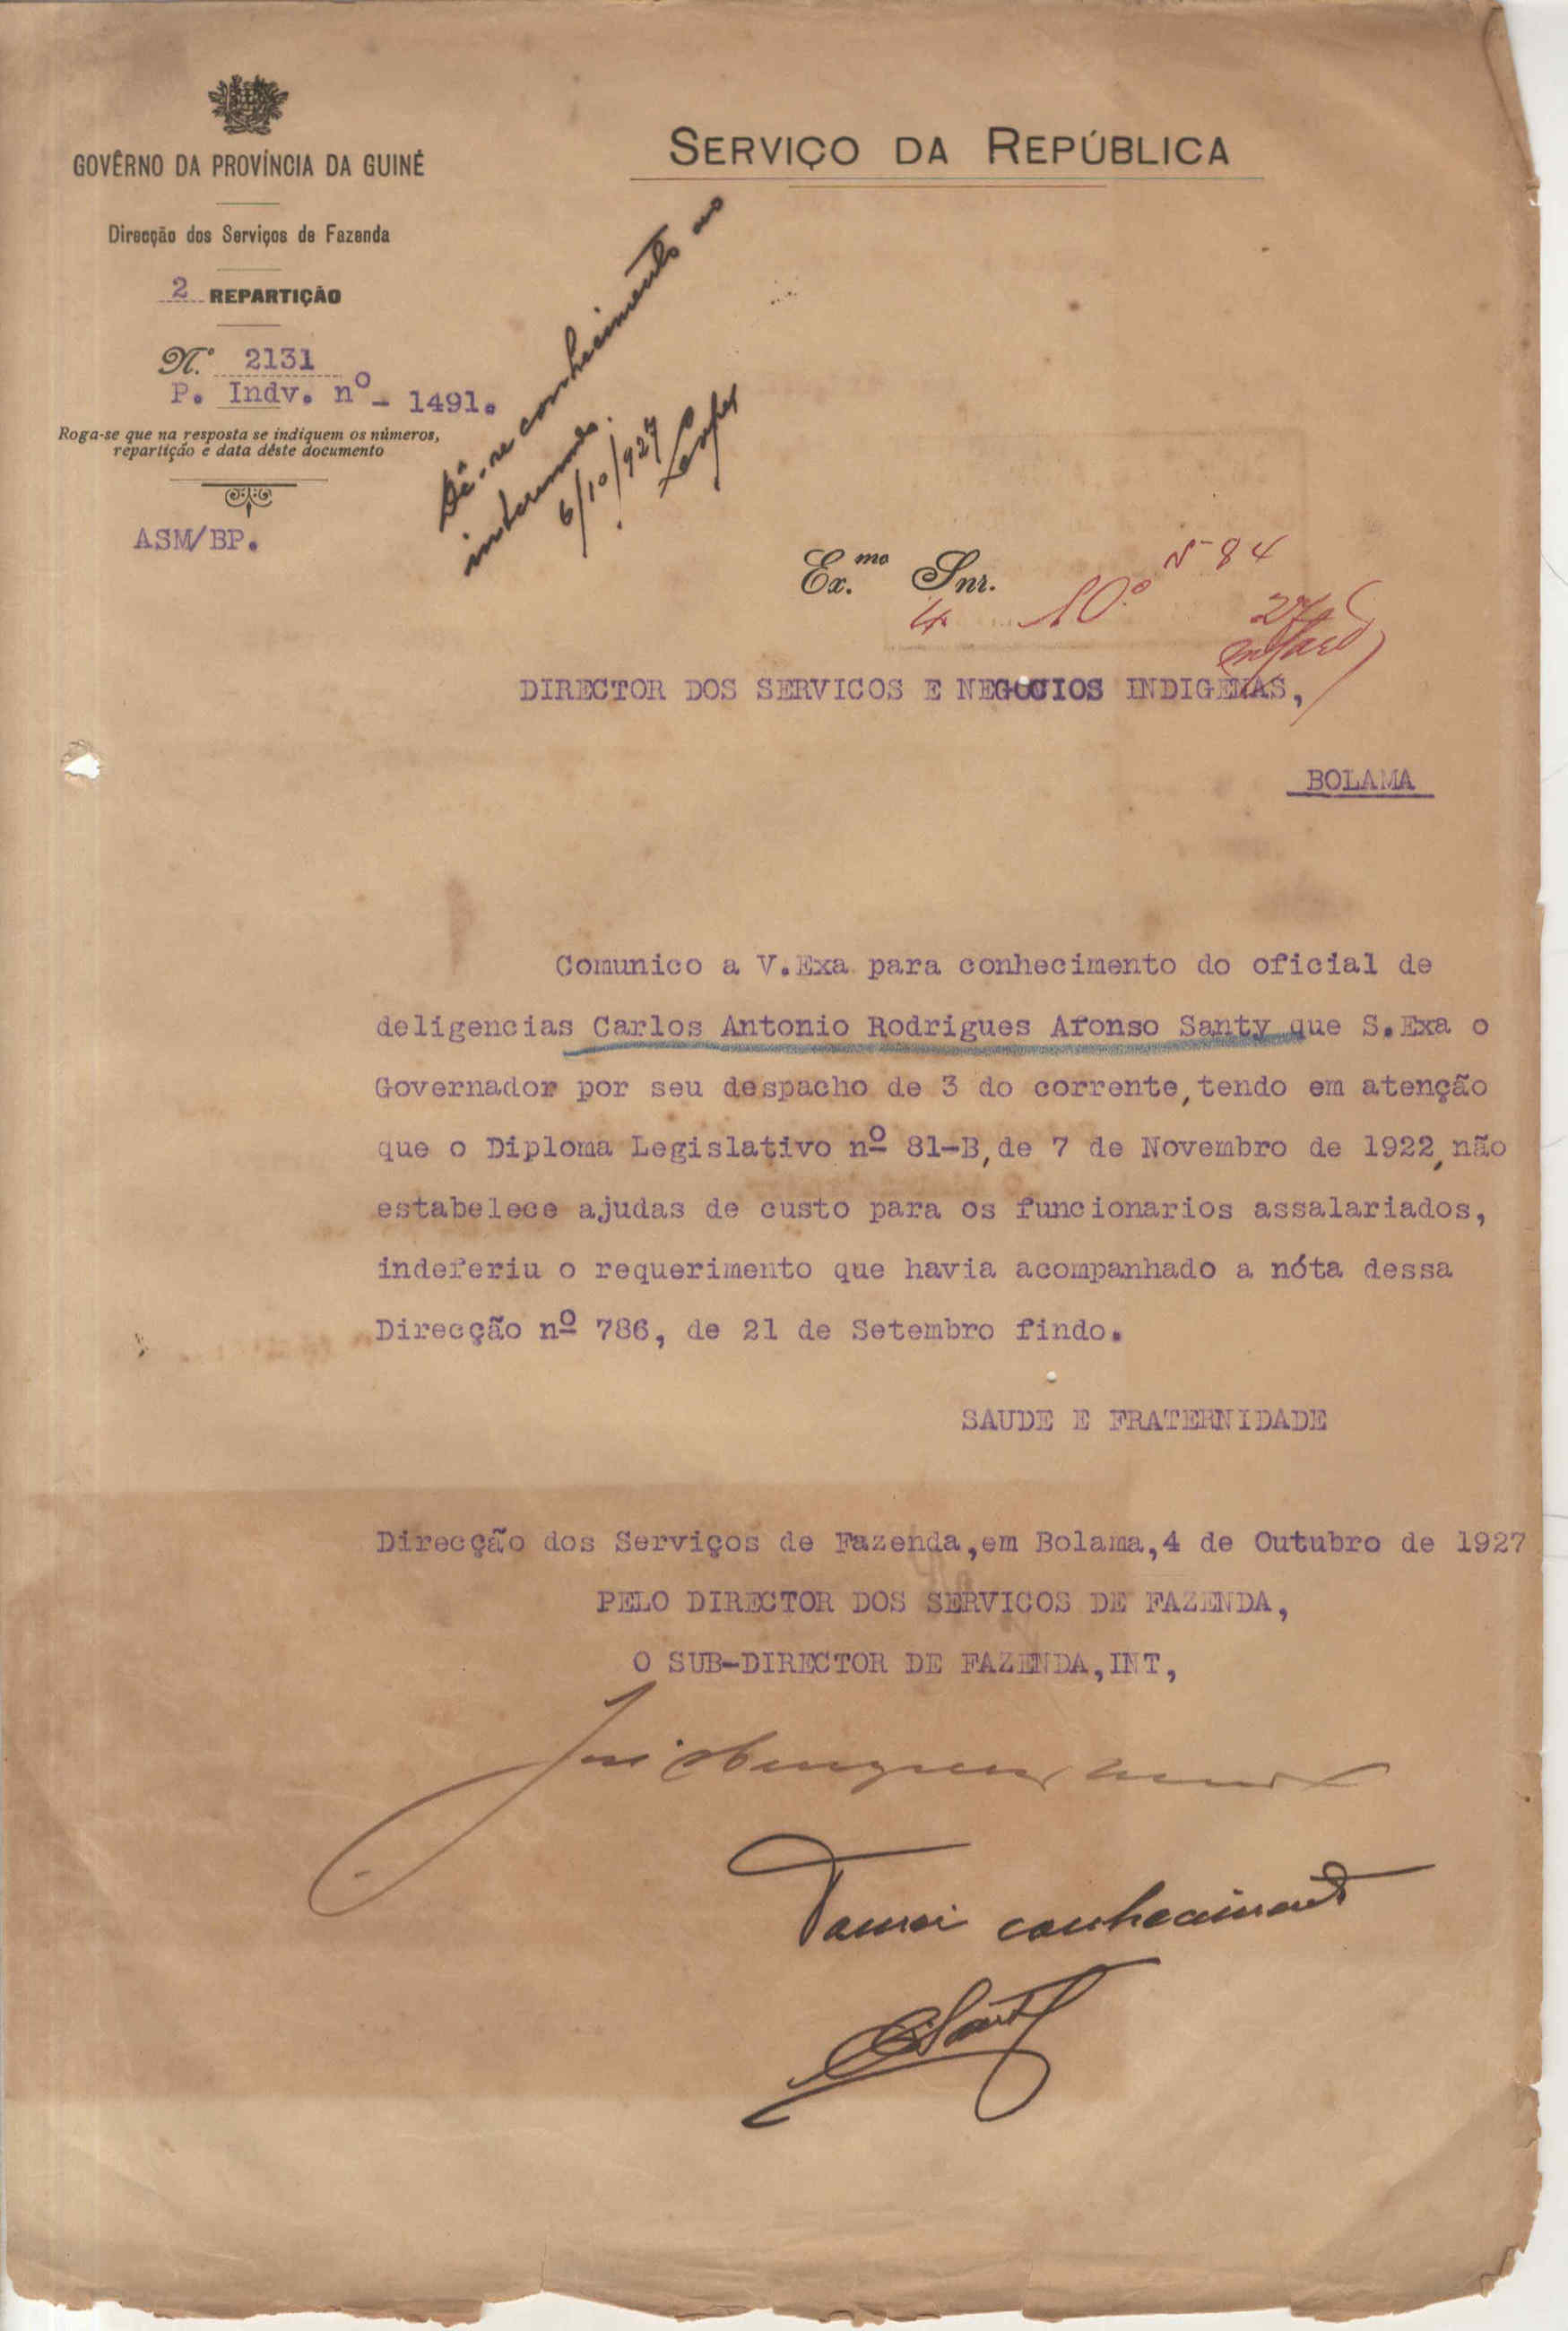 GOVÊRNO DA PROVÍNCIA DA GUINÉ
SERVIÇO DA REPÚBLICA
Direcção dos Serviços de Fazenda
2 REPARTIÇÃO
N.º 2131
P. Indv. nº 1491.
Roga-se que na resposta se indiquem os números,
repartição e data dêste documento
ASM/BP.
Dê-se conhecimento ao
interessado.
6/10/927
Ex.mo Snr.
Nº 84
4 10º 27
DIRECTOR DOS SERVICOS E NEGOCIOS INDIGENAS,
BOLAMA
Comunico a V.Exa para conhecimento do oficial de
deligencias Carlos Antonio Rodrigues Afonso Santy que S.Exa o
Governador por seu despacho de 3 do corrente,tendo em atenção
que o Diploma Legislativo nº 81-B,de 7 de Novembro de 1922,não
estabelece ajudas de custo para os funcionarios assalariados,
indeferiu o requerimento que havia acompanhado a nóta dessa
Direcção nº 786, de 21 de Setembro findo.
SAUDE E FRATERNIDADE
Direcção dos Serviços de Fazenda,em Bolama,4 de Outubro de 1927
PELO DIRECTOR DOS SERVICOS DE FAZENDA,
O SUB-DIRECTOR DE FAZENDA,INT,
José
Tomei conhecimento
CSanty